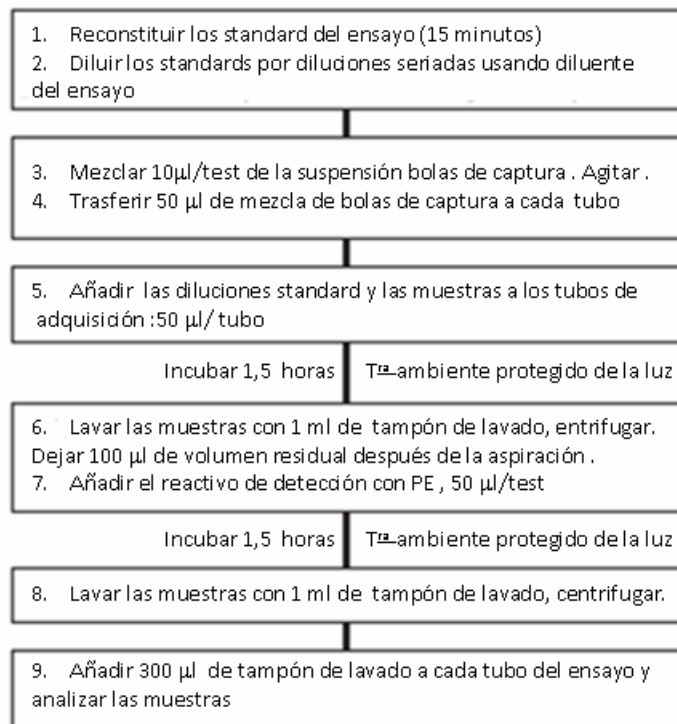 1. Reconstituir los standard del ensayo (15 minutos)
2. Diluir los standards por diluciones seriadas usando diluente
del ensayo
3. Mezclar 10µl/test de la suspensión bolas de captura . Agitar .
4. Trasferir 50 µl de mezcla de bolas de captura a cada tubo
5. Añadir las diluciones standard y las muestras a los tubos de
adquisición :50 µl/ tubo
Incubar 1,5 horas Tra ambiente protegido de la luz
6. Lavar las muestras con 1 ml de tampón de lavado, entrifugar.
Dejar 100 µl de volumen residual después de la aspiración .
7. Añadir el reactivo de detección con PE , 50 µl/test
Incubar 1,5 horas Tra ambiente protegido de la luz
8. Lavar las muestras con 1 ml de tampón de lavado, centrifugar.
9. Añadir 300 µl de tampón de lavado a cada tubo del ensayo y
analizar las muestras